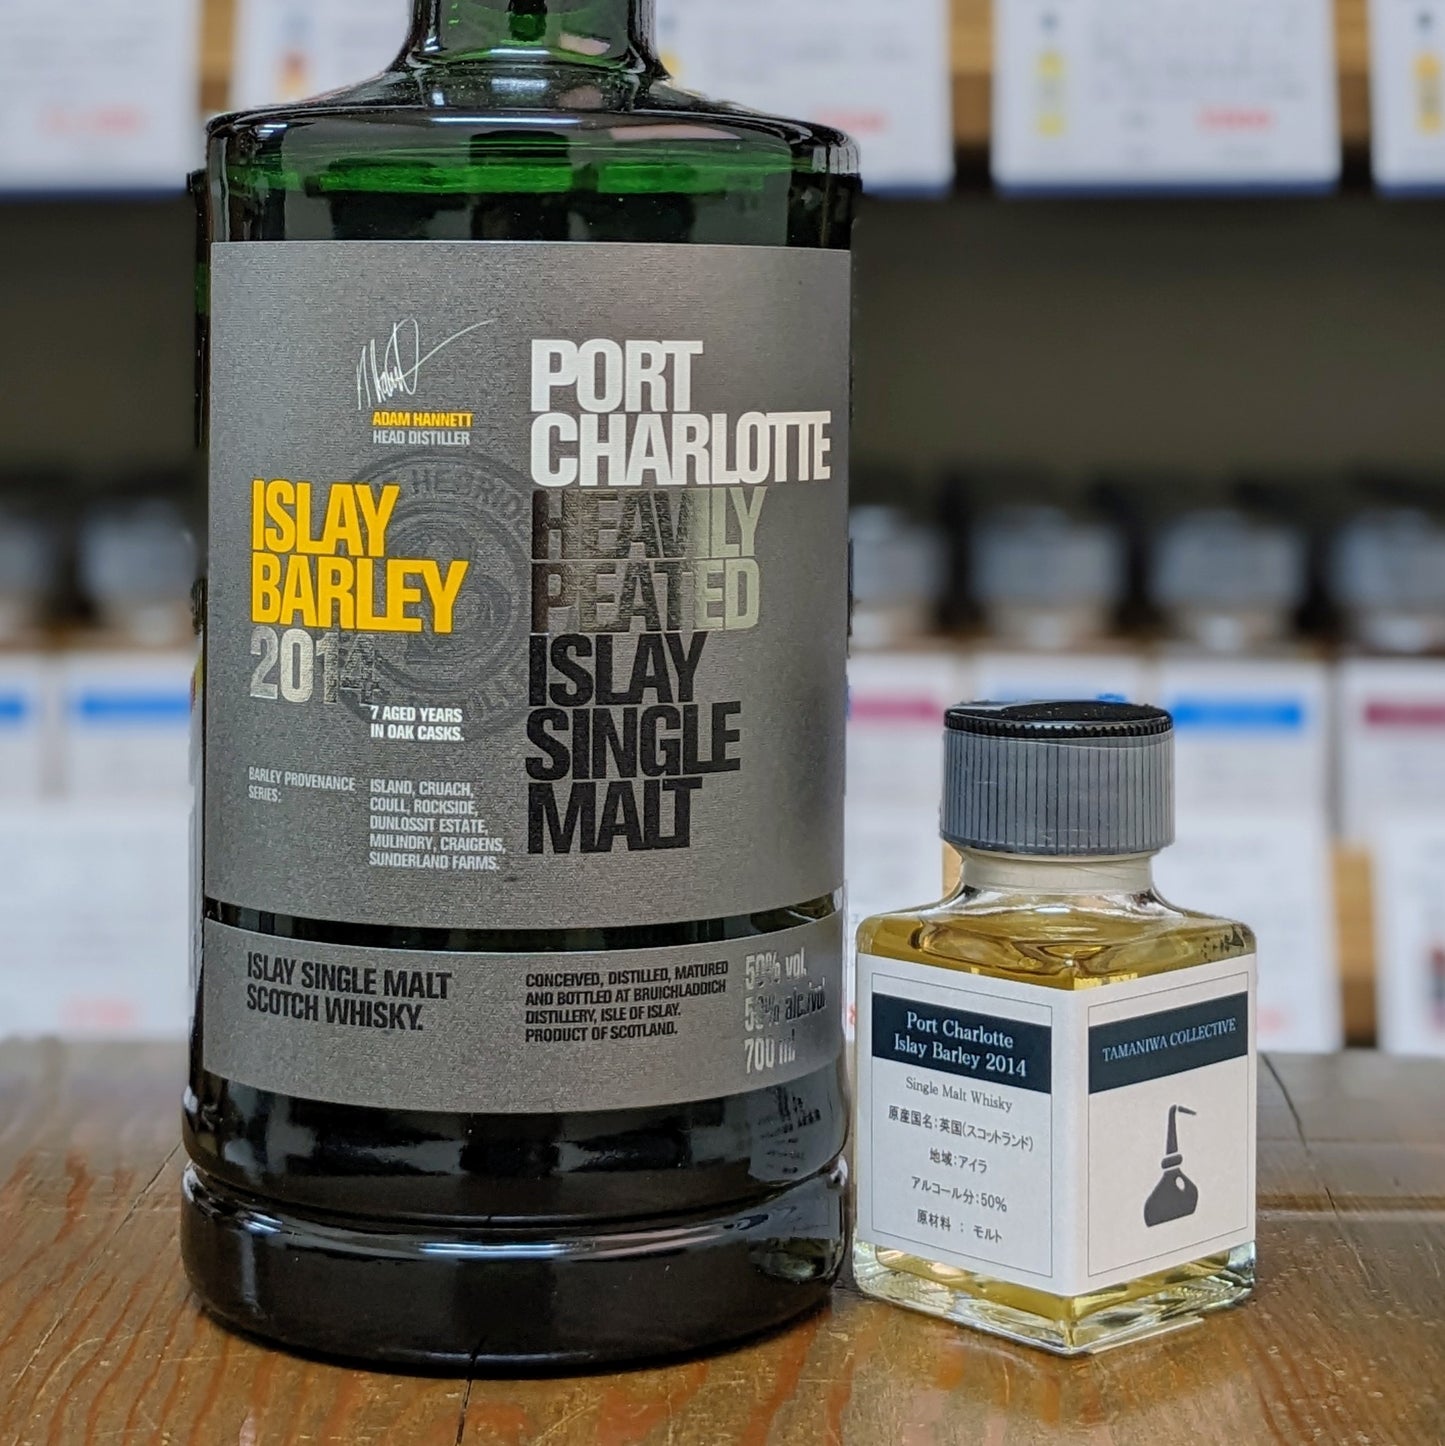 ADAM HANNETT
HEAD DISTILLER
ISLAY
BARLEY
2014
7 AGED YEARS
IN OAK CASKS.
BARLEY PROVENANCE
SERIES:
ISLAND, CRUACH,
COULL, ROCKSIDE,
DUNLOSSIT ESTATE,
MULINDRY, CRAIGENS,
SUNDERLAND FARMS.
PORT
CHARLOTTE
HEAVILY
PEATED
ISLAY
SINGLE
MALT
ISLAY SINGLE MALT
SCOTCH WHISKY.
CONCEIVED, DISTILLED, MATURED
AND BOTTLED AT BRUICHLADDICH
DISTILLERY, ISLE OF ISLAY.
PRODUCT OF SCOTLAND.
50% vol,
50% alc./vol
700 ml
Port Charlotte
Islay Barley 2014
Single Malt Whisky
原産国名:英国(スコットランド)
地域:アイラ
アルコール分:50%
原材料 : モルト
TAMANIWA COLLECTIVE